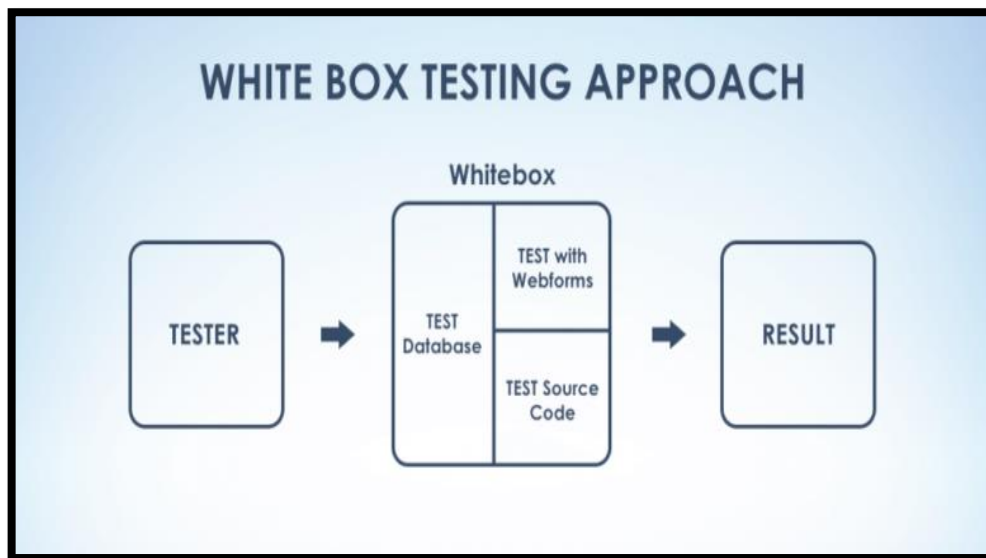 WHITE BOX TESTING APPROACH
Whitebox
TESTER
TEST
Database
TEST with
Webforms
TEST Source
Code
RESULT